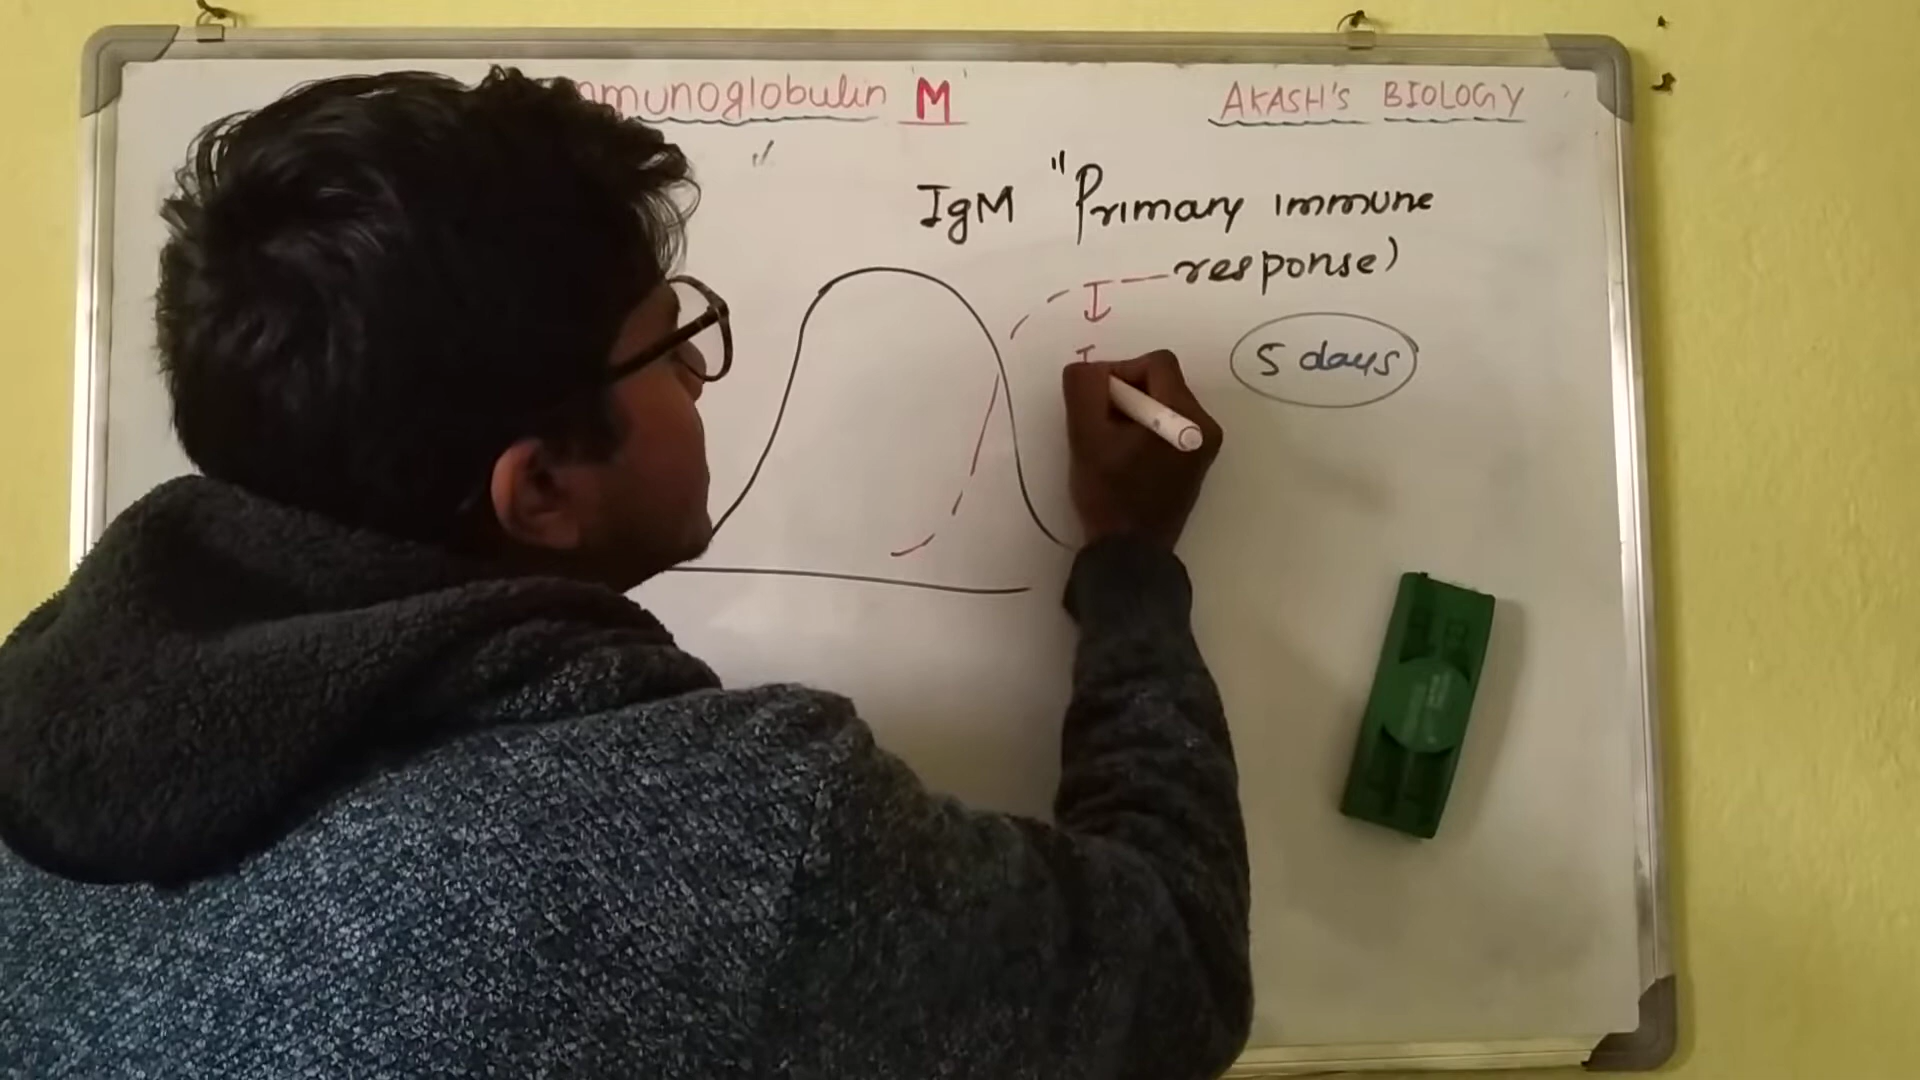 mmunoglobulin 'M'
AKASH'S BIOLOGY
IgM "Primary immune
response)
5 days